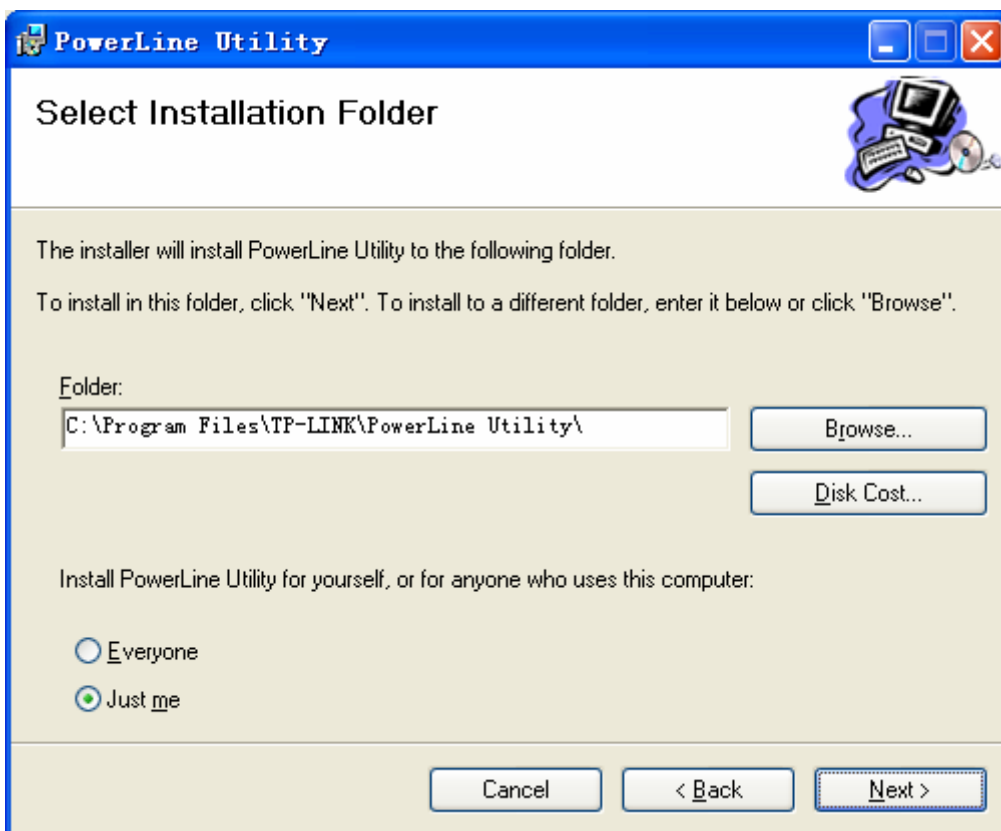 PowerLine Utility
Select Installation Folder
The installer will install PowerLine Utility to the following folder.
To install in this folder, click "Next". To install to a different folder, enter it below or click "Browse".
Folder:
C:\Program Files\TP-LINK\PowerLine Utility\
Browse...
Disk Cost...
Install PowerLine Utility for yourself, or for anyone who uses this computer:
Everyone
Just me
Cancel
< Back
Next >